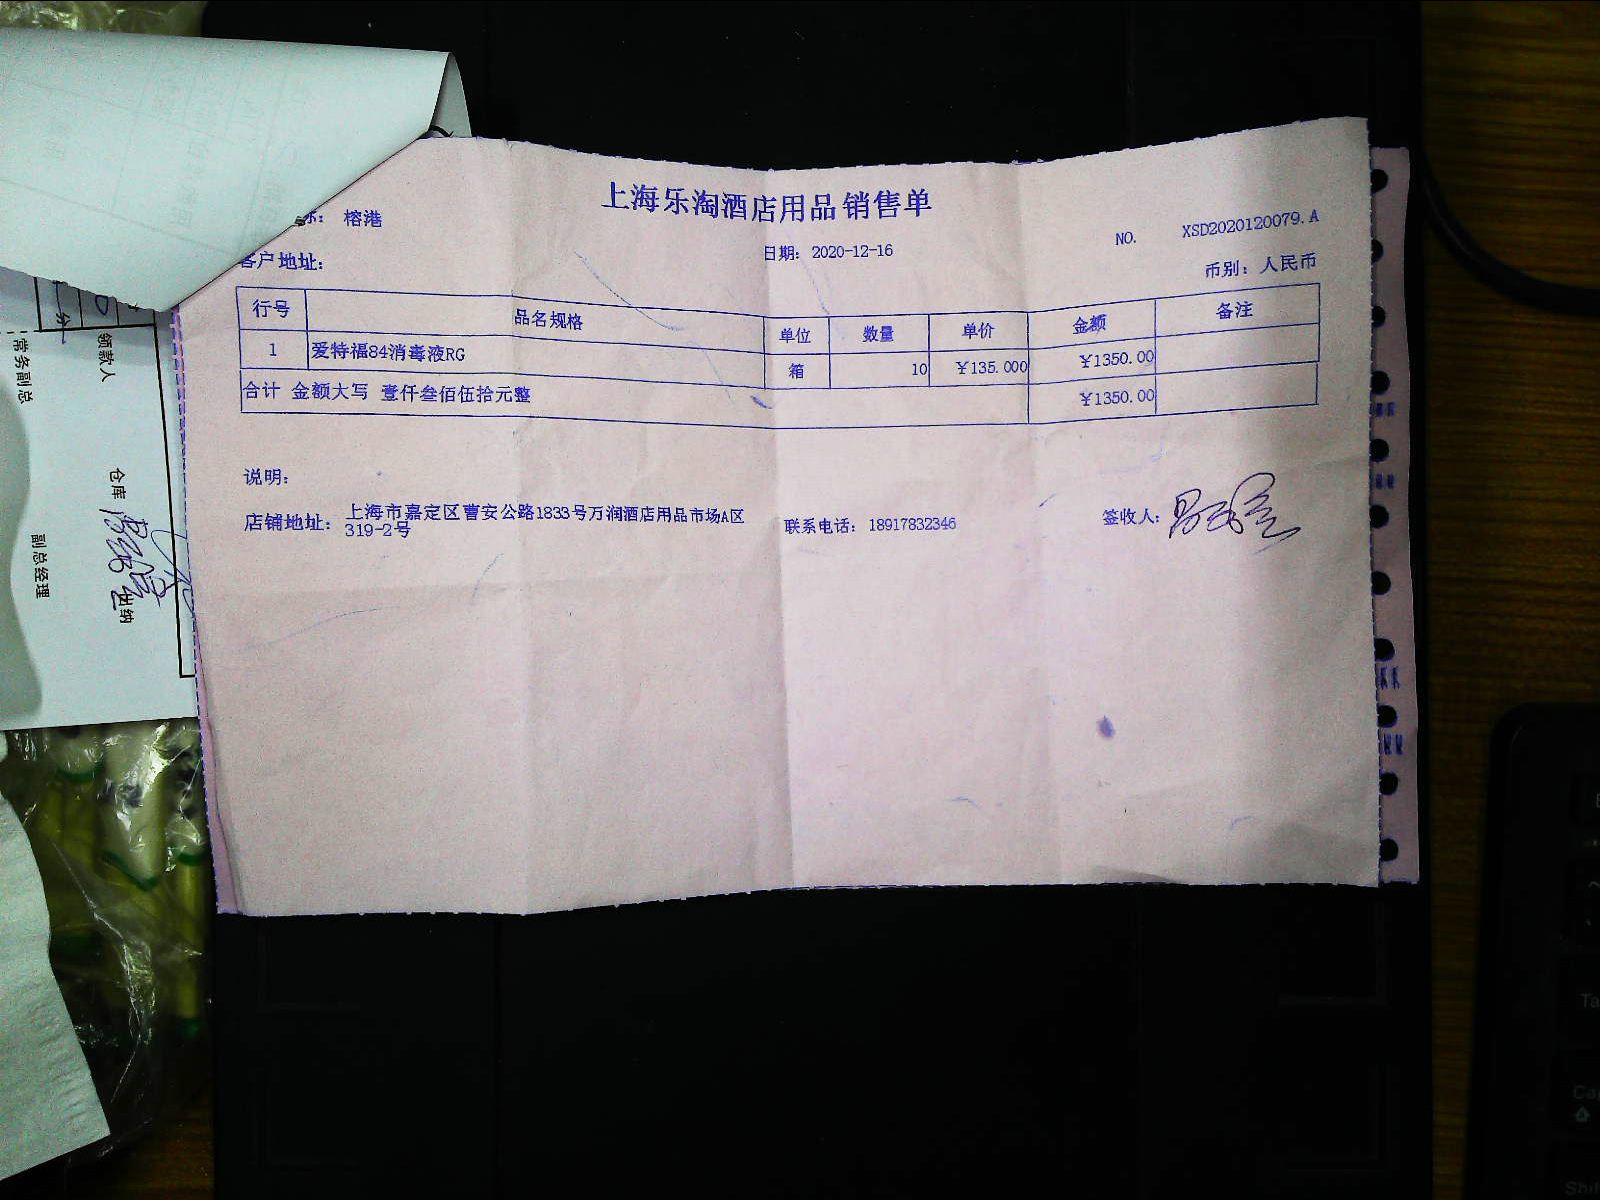 上海乐淘酒店用品销售单
称: 榕港
NO. XSD2020120079.A
客户地址:
日期: 2020-12-16
币别: 人民币
行号 品名规格 单位 数量 单价 金额 备注
1 爱特福84消毒液RG 箱 10 ¥135.000 ¥1350.00
合计 金额大写 壹仟叁佰伍拾元整 ¥1350.00
说明:
店铺地址: 上海市嘉定区曹安公路1833号万润酒店用品市场A区
319-2号
联系电话: 18917832346
签收人:
分
领款人
常务副总
仓库
副总经理
出纳